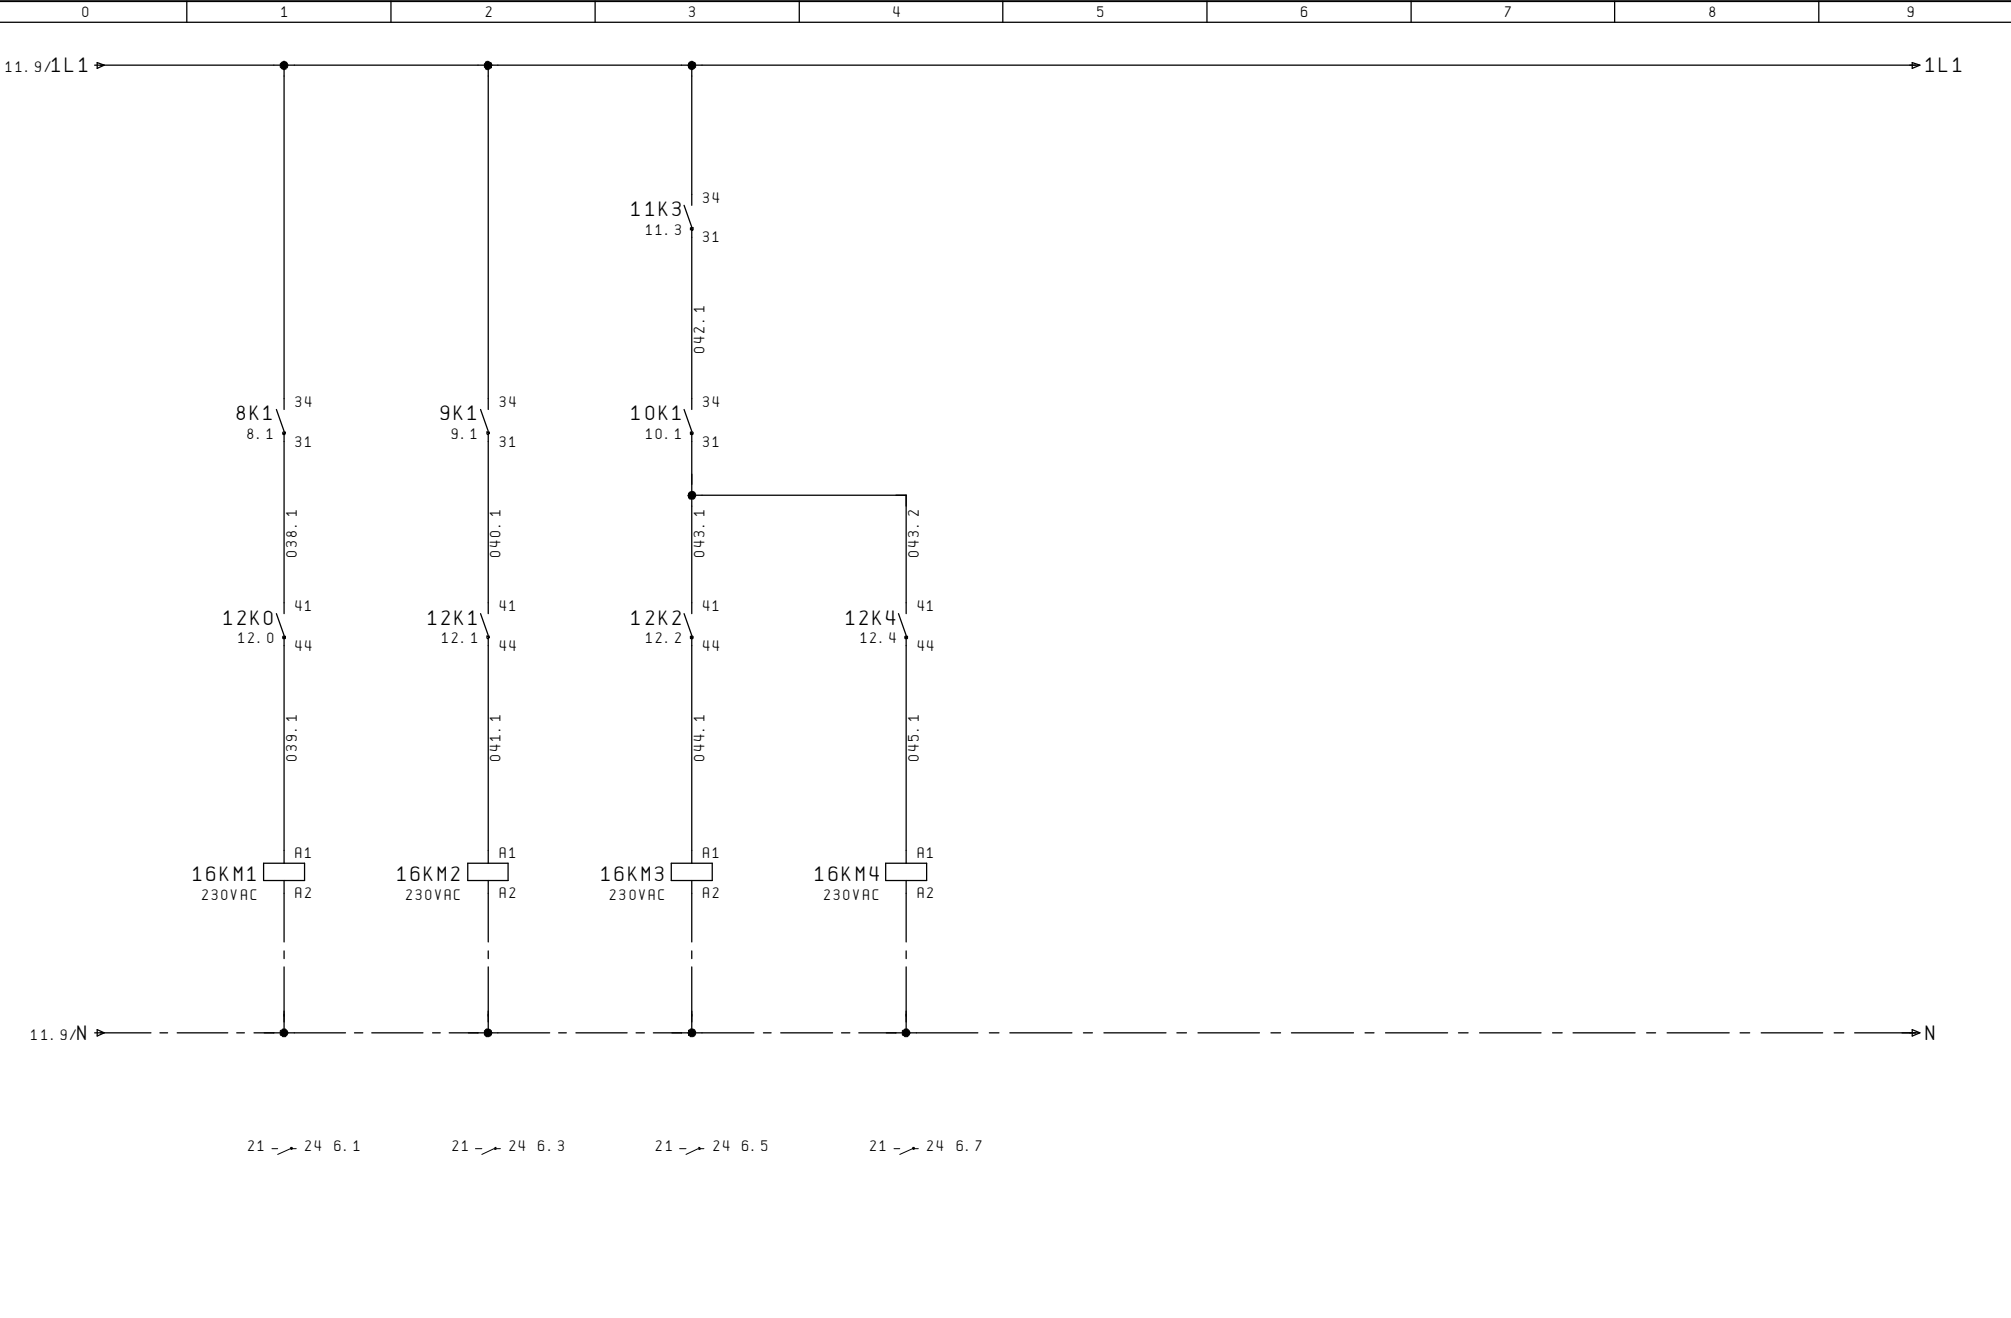 0 1 2 3 4 5 6 7 8 9
11.9/1L1 1L1
34
11K3
11.3 31
042.1
34 34 34
8K1 9K1 10K1
8.1 31 9.1 31 10.1 31
038.1 040.1 043.1 043.2
41 41 41 41
12K0 12K1 12K2 12K4
12.0 44 12.1 44 12.2 44 12.4 44
039.1 041.1 044.1 045.1
A1 A1 A1 A1
16KM1 16KM2 16KM3 16KM4
230VAC A2 230VAC A2 230VAC A2 230VAC A2
11.9/N N
21 24 6.1 21 24 6.3 21 24 6.5 21 24 6.7